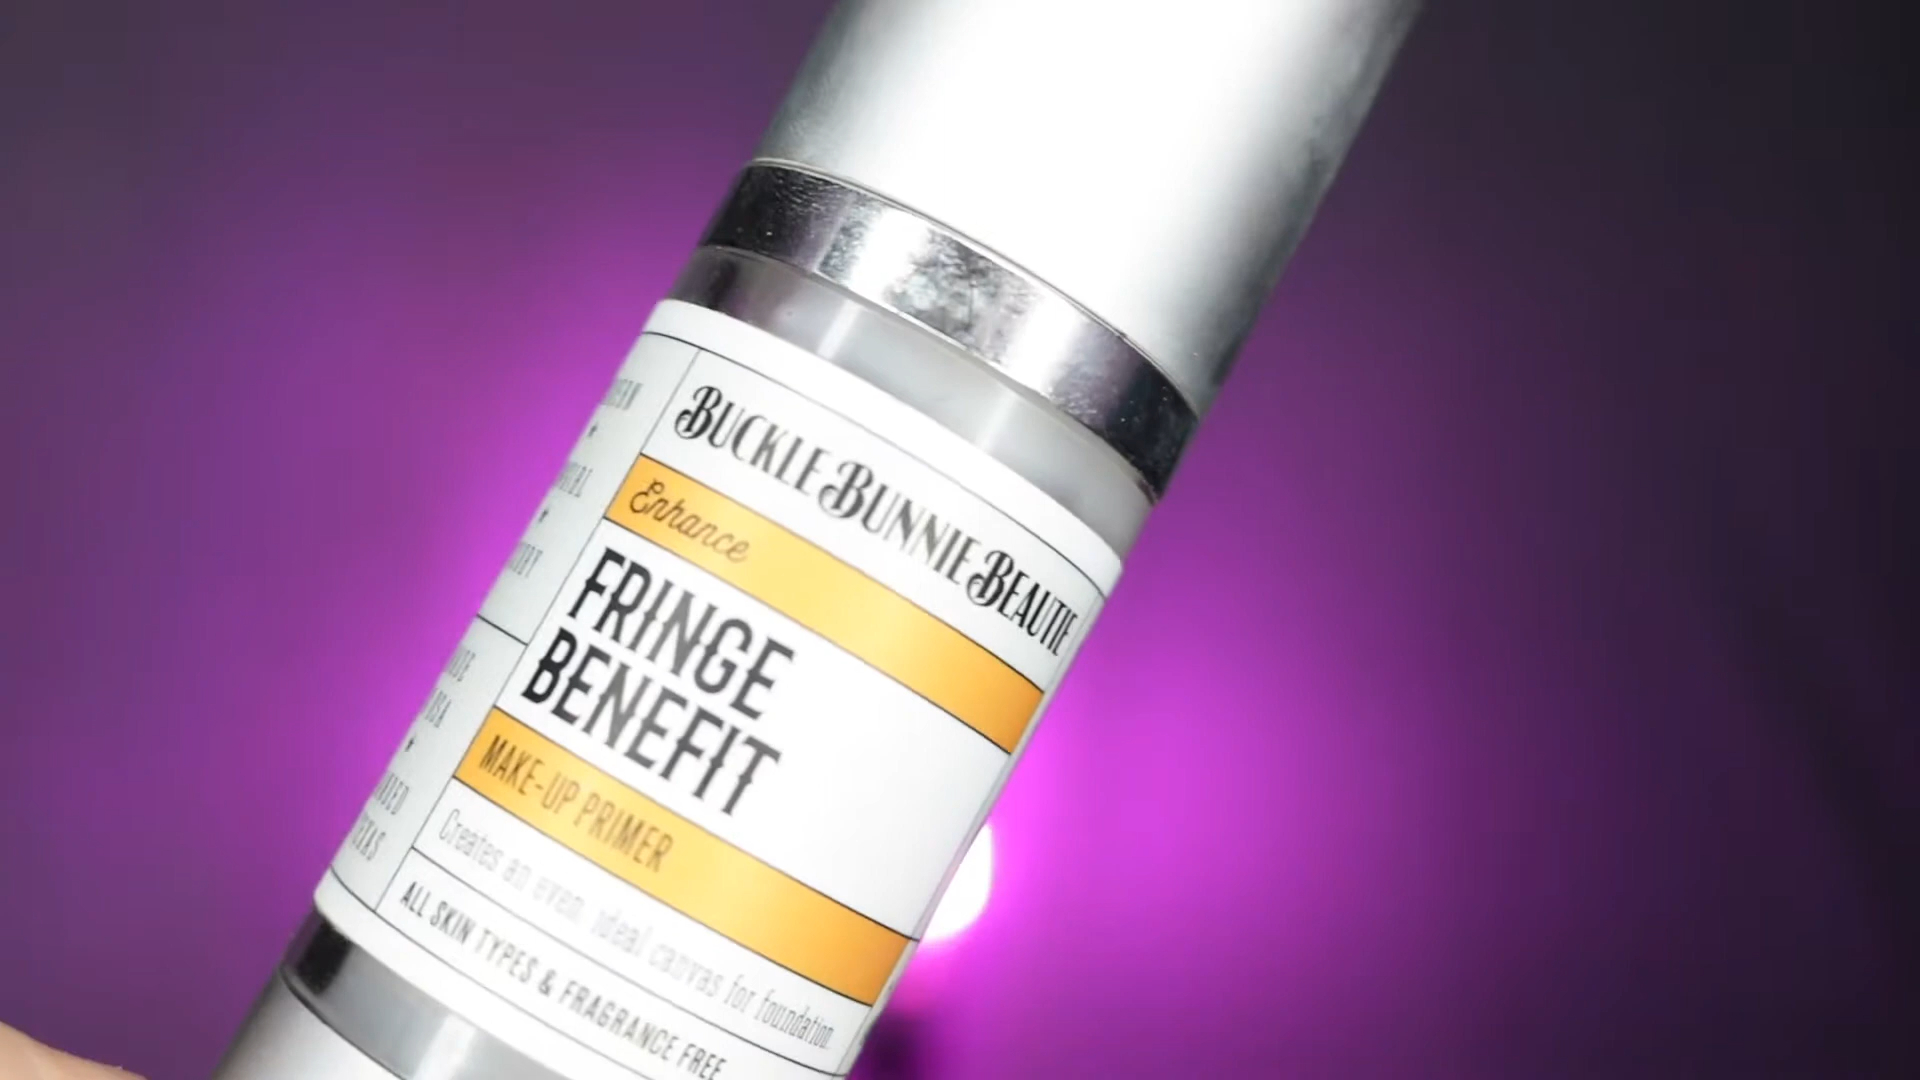 BUCKLE BUNNIE BEAUTIE
Enhance
FRINGE
BENEFIT
MAKE-UP PRIMER
Creates an even ideal canvas for foundation.
ALL SKIN TYPES & FRAGRANCE FREE